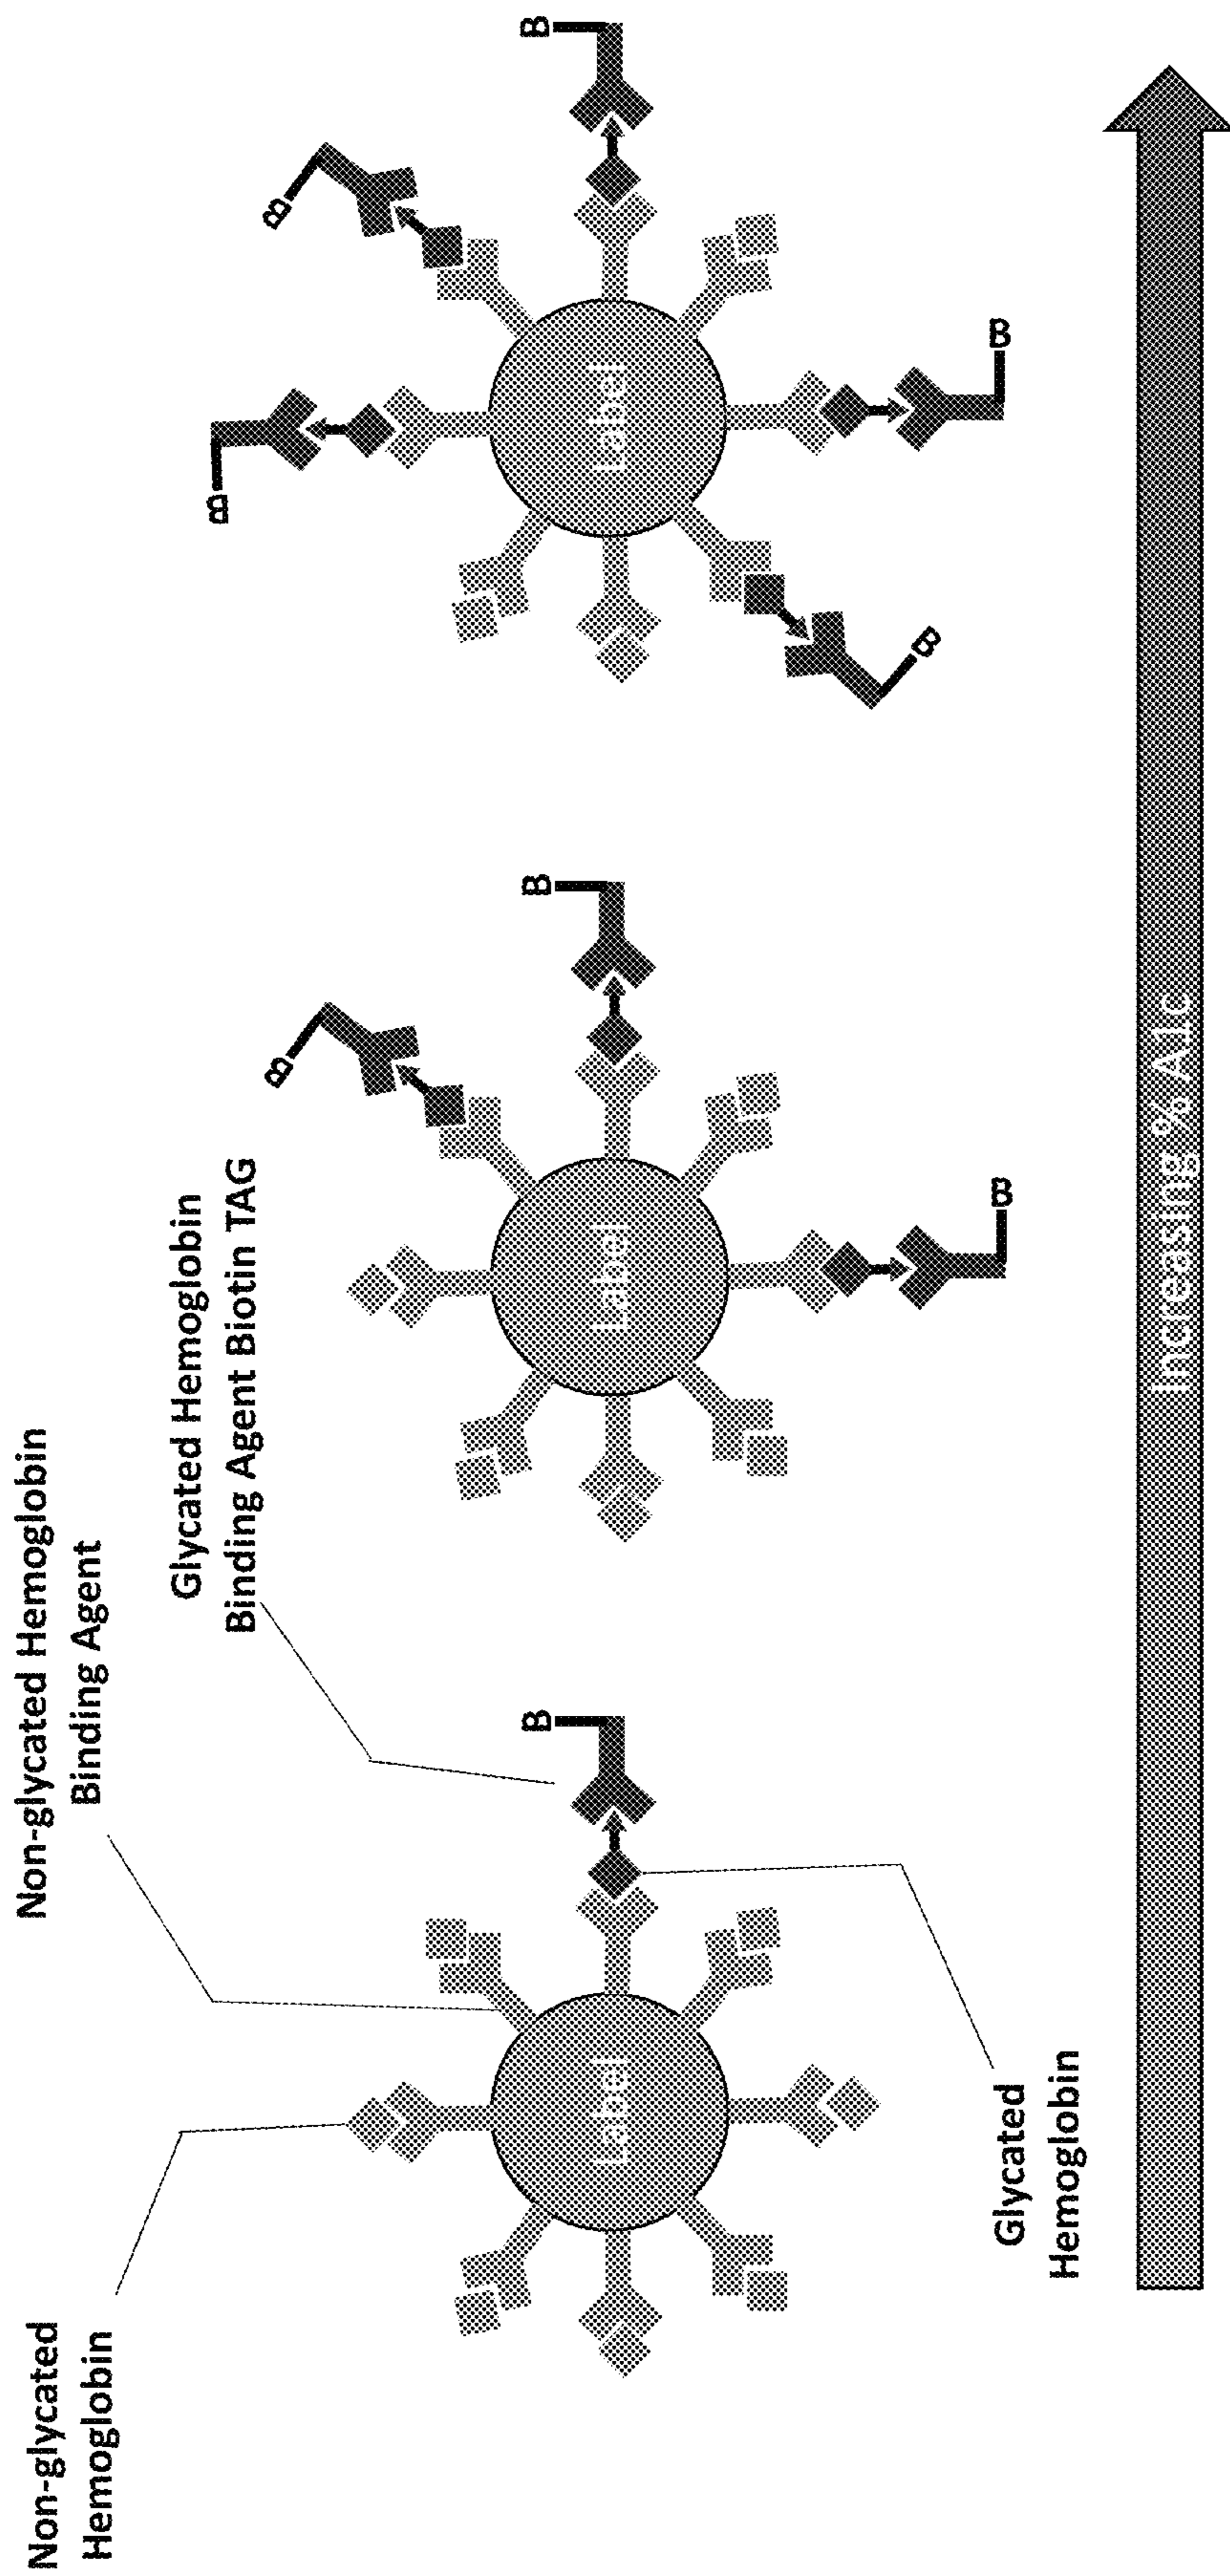 Non-glycated
Hemoglobin
Non-glycated Hemoglobin
Binding Agent
Glycated Hemoglobin
Binding Agent Biotin TAG
Label
B
Glycated
Hemoglobin
Label
B
B
B
Label
B
B
B
B
B
Increasing % A1c